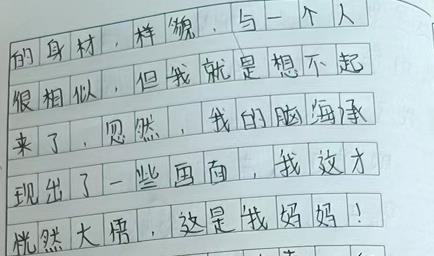 的身材，样貌，与一个人
很相似，但我就是想不起
来了，忽然，我的脑海承
现出了一些画面，我这才
恍然大悟，这是我妈妈！